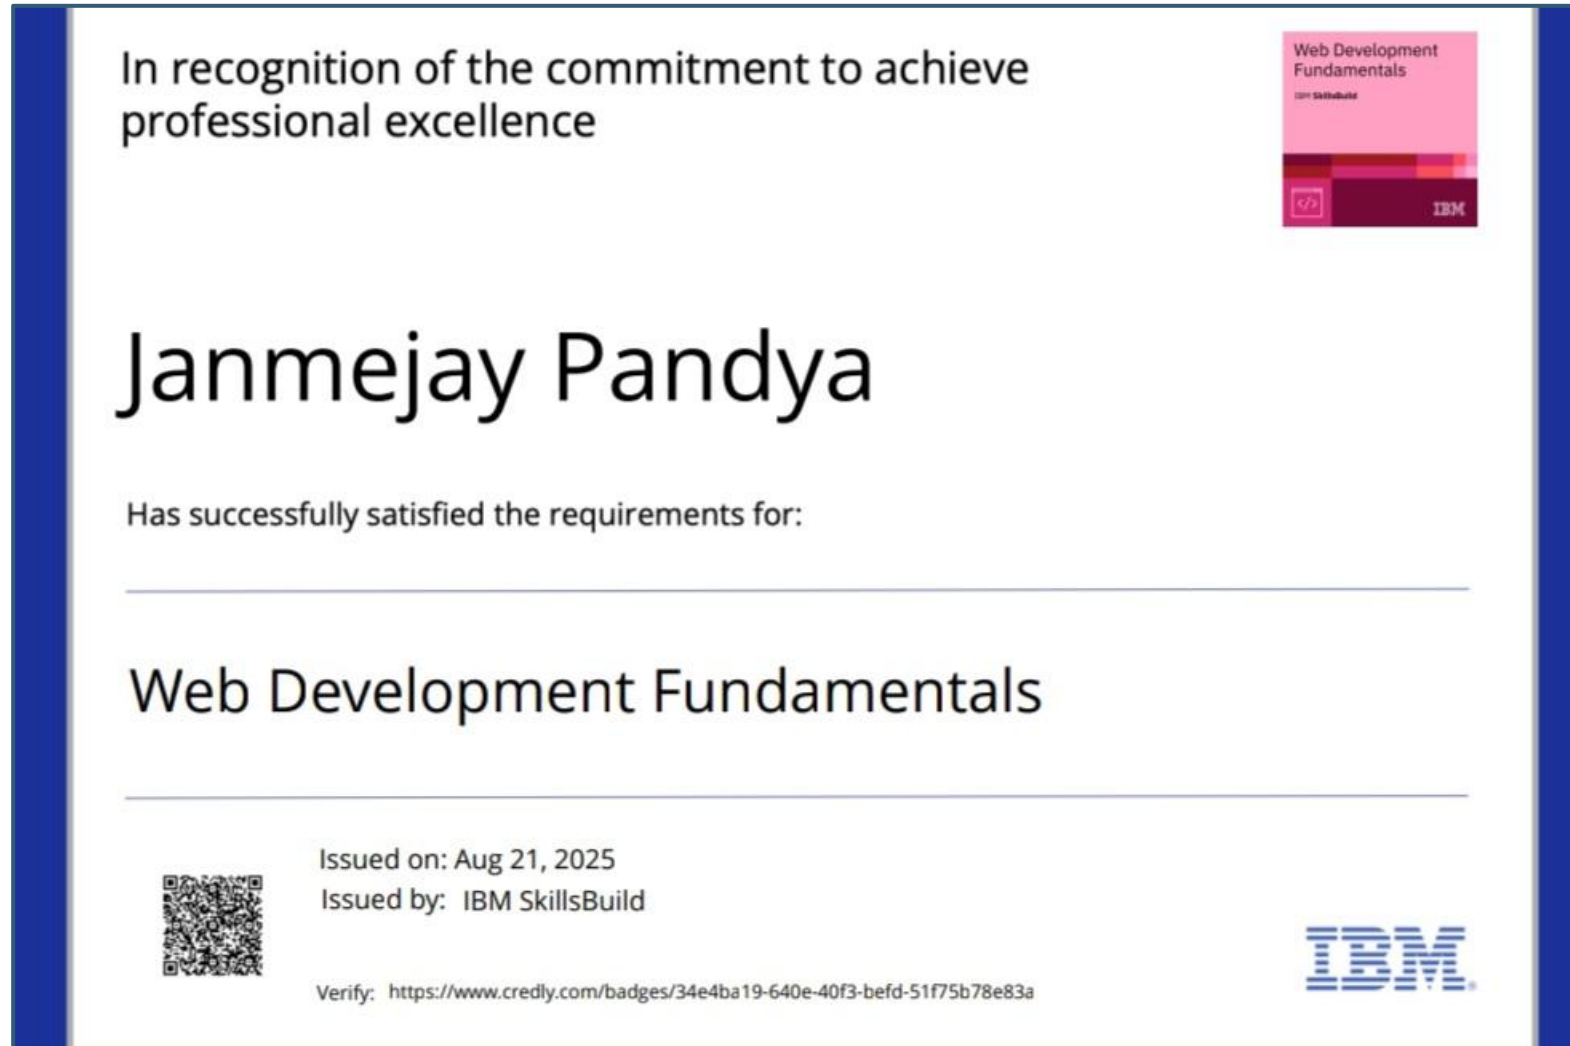 In recognition of the commitment to achieve
professional excellence
Web Development
Fundamentals
IBM SkillsBuild
</>
IBM
Janmejay Pandya
Has successfully satisfied the requirements for:
Web Development Fundamentals
Issued on: Aug 21, 2025
Issued by: IBM SkillsBuild
Verify: https://www.credly.com/badges/34e4ba19-640e-40f3-befd-51f75b78e83a
IBM®